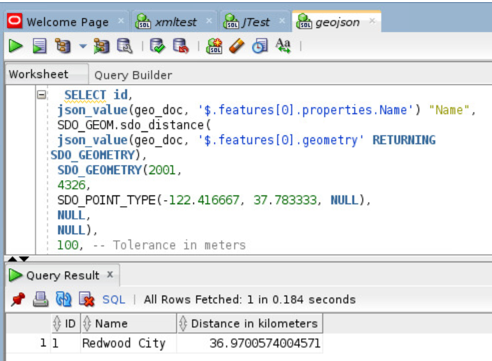 Welcome Page × xmltest × JTest × geojson ×
Worksheet Query Builder
SELECT id,
json_value(geo_doc, '$.features[0].properties.Name') "Name",
SDO_GEOM.sdo_distance(
json_value(geo_doc, '$.features[0].geometry' RETURNING
SDO_GEOMETRY),
SDO_GEOMETRY(2001,
4326,
SDO_POINT_TYPE(-122.416667, 37.783333, NULL),
NULL,
NULL),
100, -- Tolerance in meters
Query Result ×
SQL | All Rows Fetched: 1 in 0.184 seconds
ID Name Distance in kilometers
1 1 Redwood City 36.9700574004571